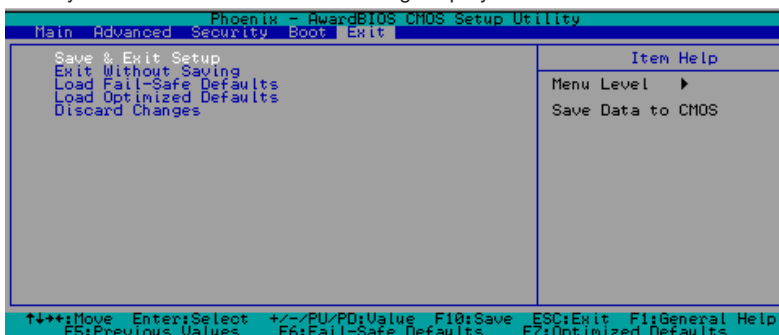 Phoenix - AwardBIOS CMOS Setup Utility
Main Advanced Security Boot Exit
Save & Exit Setup
Exit Without Saving
Load Fail-Safe Defaults
Load Optimized Defaults
Discard Changes
Item Help
Menu Level ▶
Save Data to CMOS
↑↓→←:Move Enter:Select +/-/PU/PD:Value F10:Save ESC:Exit F1:General Help
F5:Previous Values F6:Fail-Safe Defaults F7:Optimized Defaults